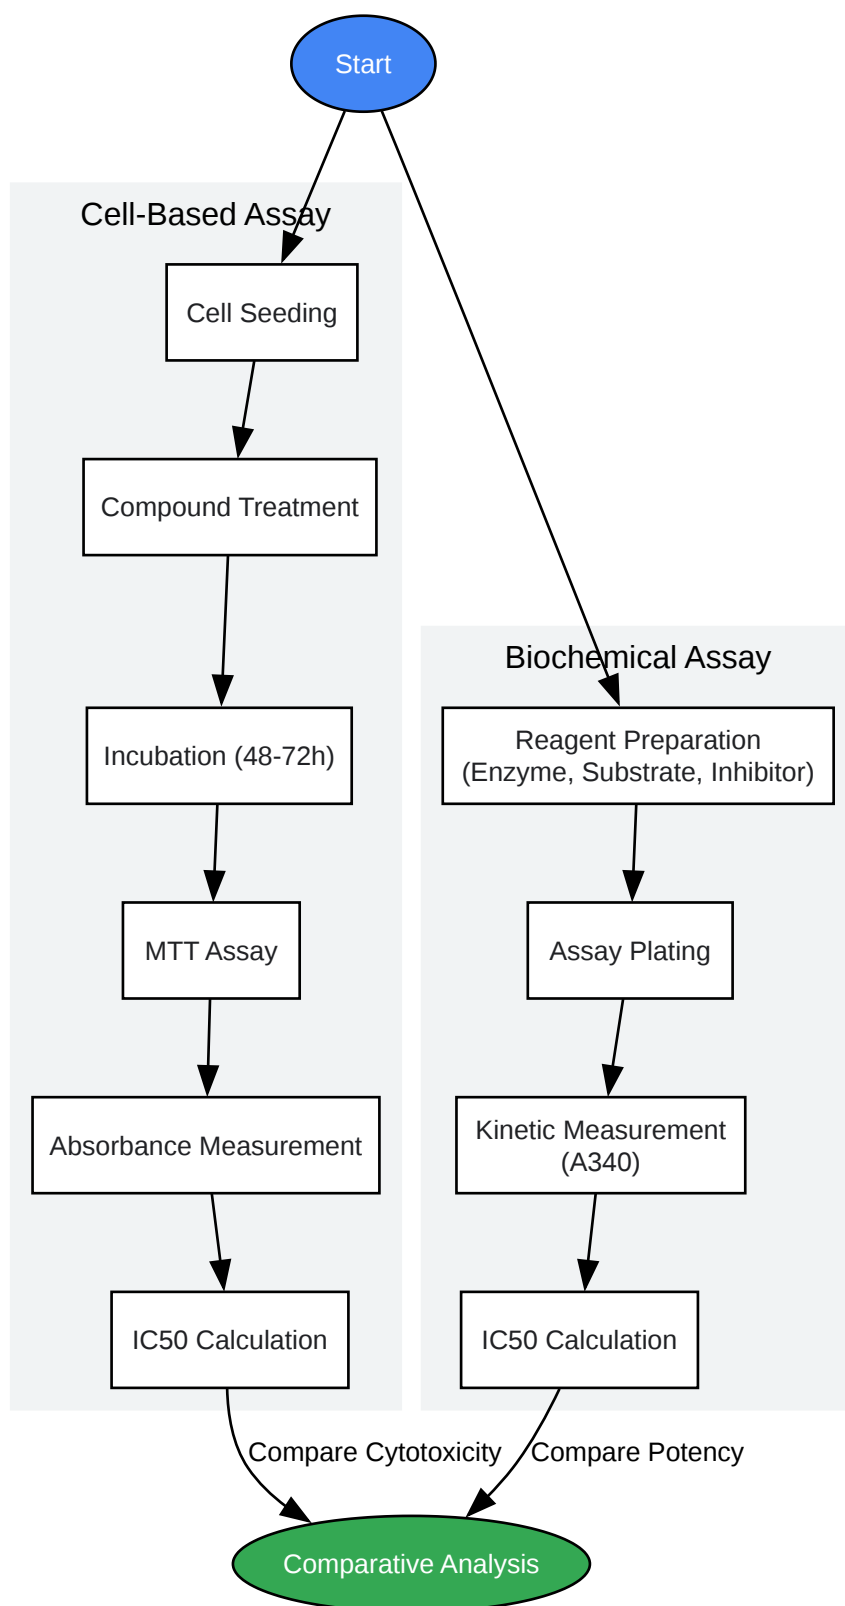 Start
Cell-Based Assay
Cell Seeding
Compound Treatment
Incubation (48-72h)
MTT Assay
Absorbance Measurement
IC50 Calculation
Biochemical Assay
Reagent Preparation
(Enzyme, Substrate, Inhibitor)
Assay Plating
Kinetic Measurement
(A340)
IC50 Calculation
Compare Cytotoxicity
Compare Potency
Comparative Analysis